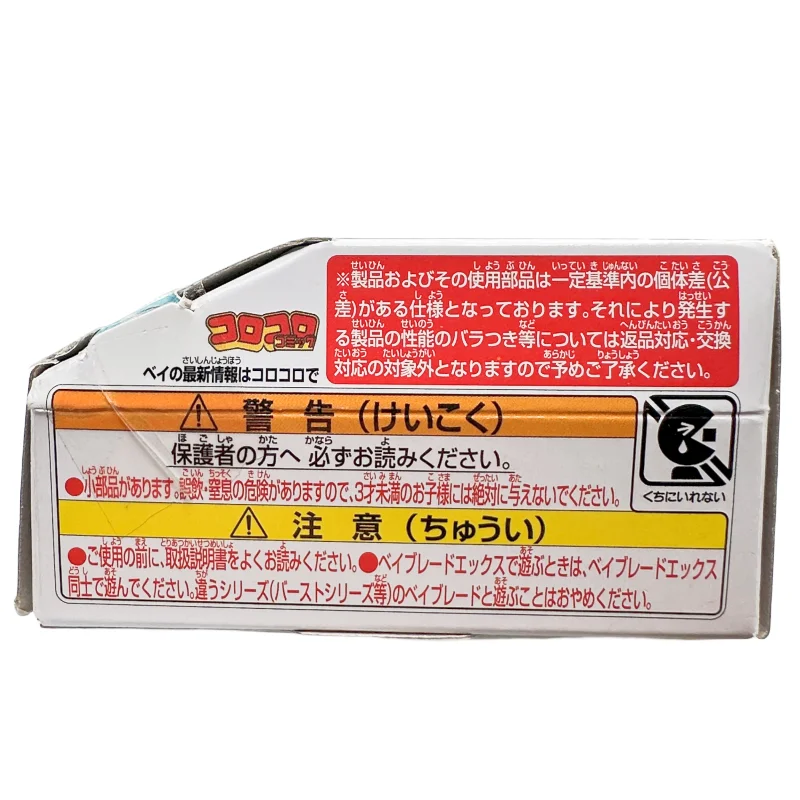 ※製品およびその使用部品は一定基準内の個体差(公
差)がある仕様となっております。それにより発生す
る製品の性能のバラつき等については返品対応・交換
対応の対象外となりますので予めご了承ください。
コロコロ
コミック
ベイの最新情報はコロコロで
警告(けいこく)
保護者の方へ 必ずお読みください。
●小部品があります。誤飲・窒息の危険がありますので、3才未満のお子様には絶対に与えないでください。
くちにいれない
注意(ちゅうい)
●ご使用の前に、取扱説明書をよくお読みください。●ベイブレードエックスで遊ぶときは、ベイブレードエックス
同士で遊んでください。違うシリーズ(バーストシリーズ等)のベイブレードと遊ぶことはおやめください。